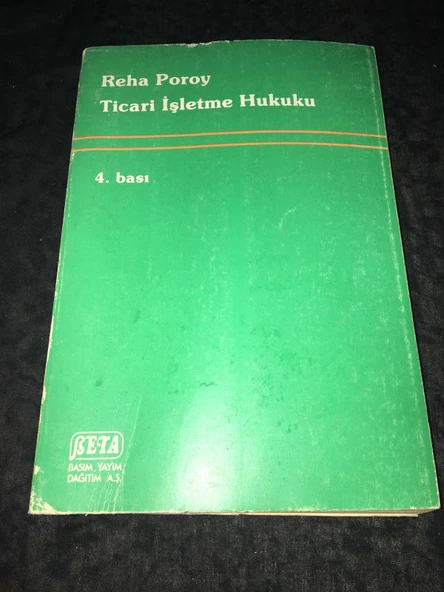 Reha Poroy
Ticari İşletme Hukuku
4. bası
BETA
BASIM YAYIM
DAĞITIM A.Ş.